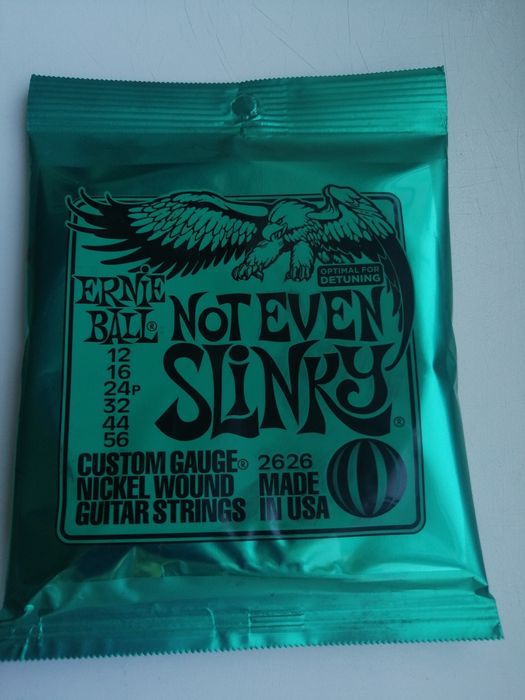 OPTIMAL FOR
DETUNING
ERNiE
BALL®
NOT EVEN
SLiNKY®
12
16
24P
32
44
56
CUSTOM GAUGE®
NICKEL WOUND
GUITAR STRINGS
2626
MADE
IN USA